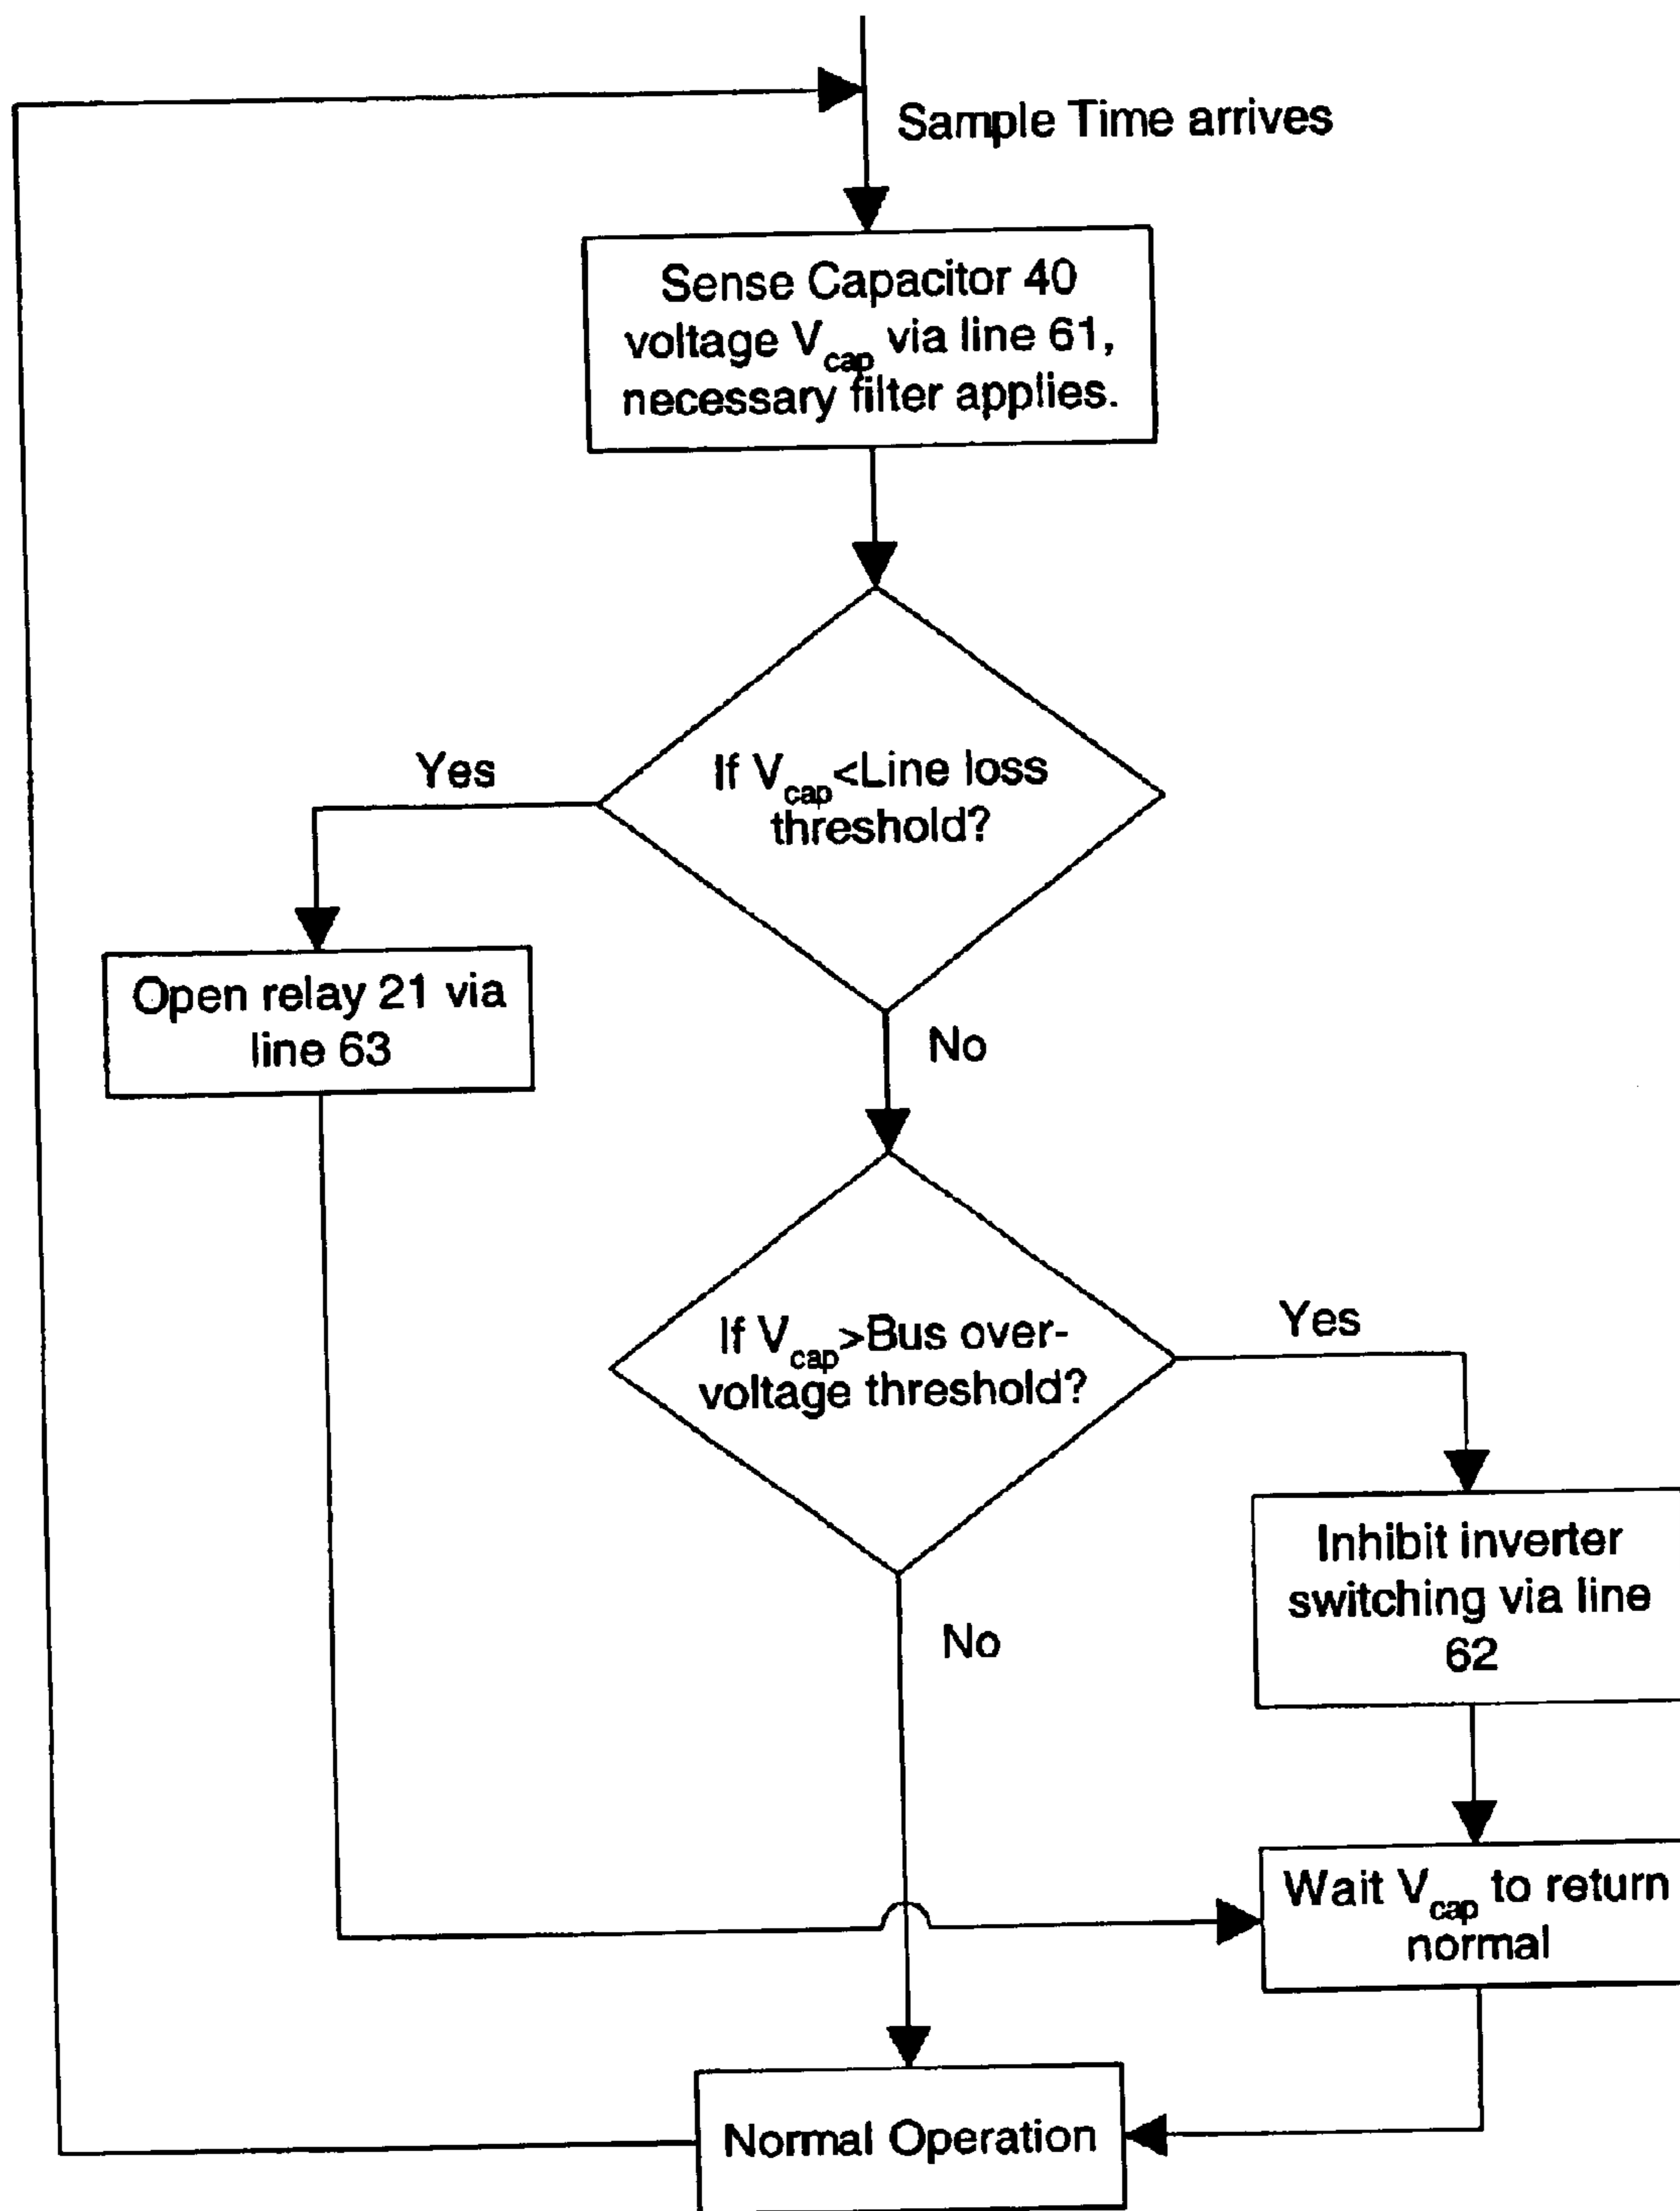 Sample Time arrives
Sense Capacitor 40
voltage Vcap via line 61,
necessary filter applies.
If Vcap<Line loss
threshold?
Yes
No
Open relay 21 via
line 63
If Vcap>Bus over-
voltage threshold?
Yes
No
Inhibit inverter
switching via line
62
Wait Vcap to return
normal
Normal Operation